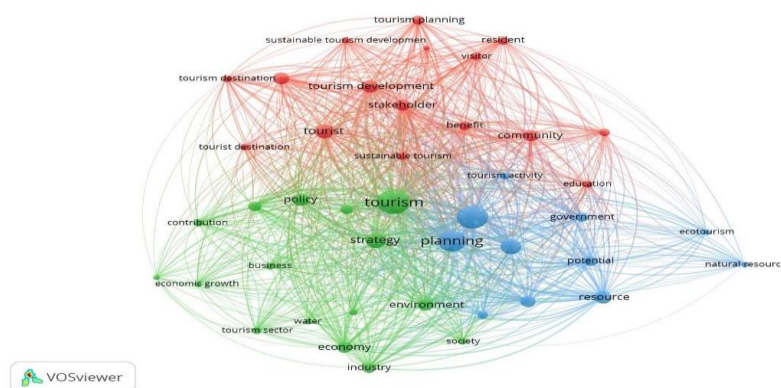 tourism planning
sustainable tourism developmen
resident
visitor
tourism destination
tourism development
stakeholder
tourist
benefit
community
tourist destination
sustainable tourism
tourism activity
education
policy
tourism
contribution
government
strategy
planning
ecotourism
business
potential
natural resourc
economic growth
environment
resource
water
tourism sector
economy
society
industry
VOSviewer